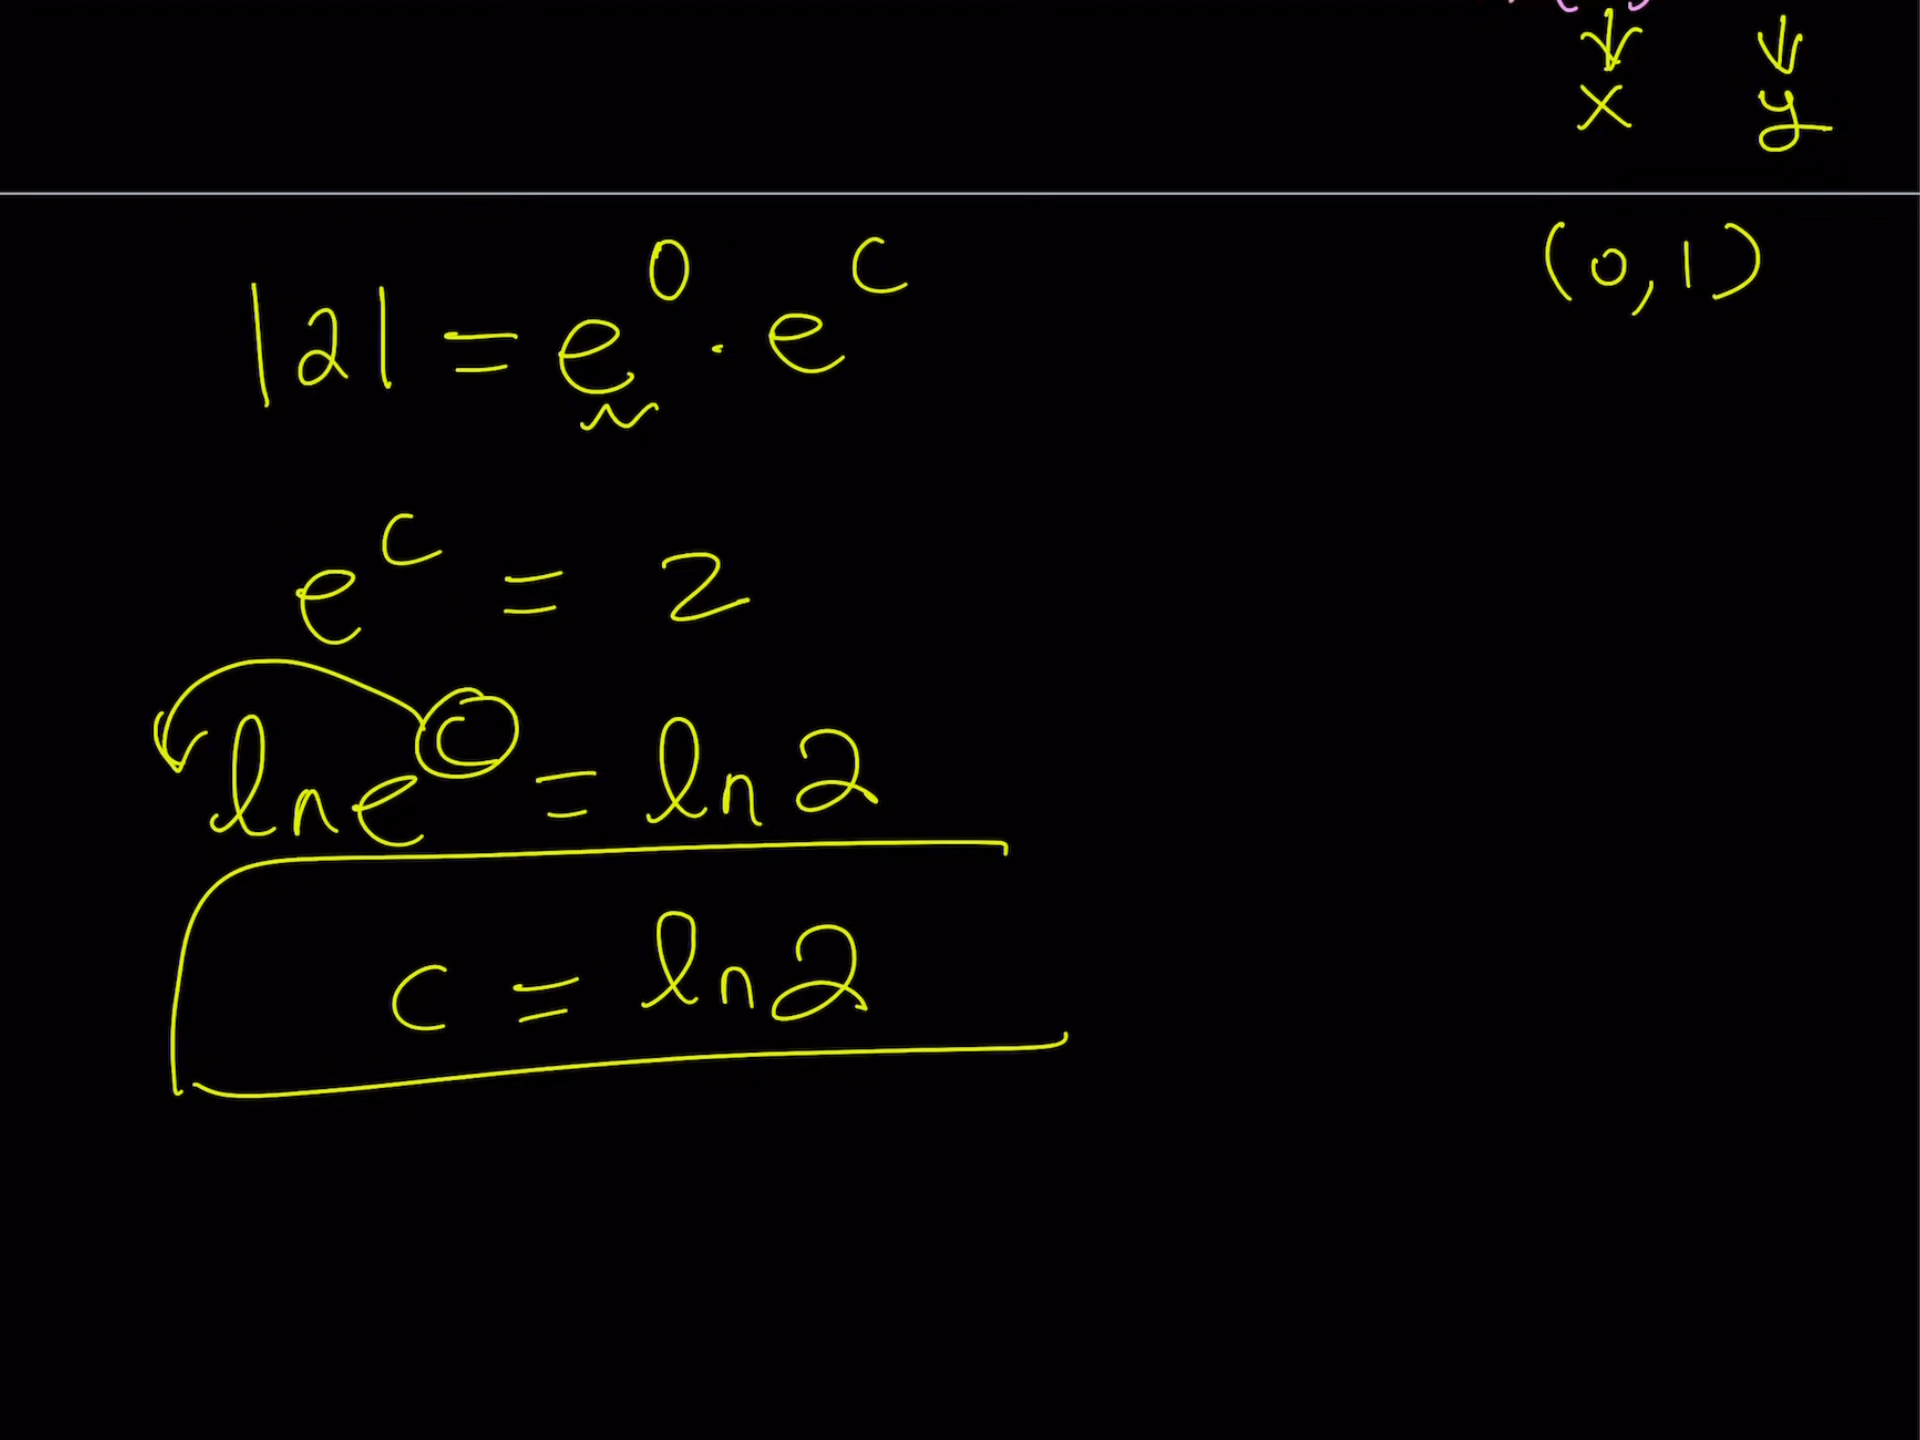 x y
(0,1)
|2| = e^0 · e^c
e^c = 2
ln e^c = ln 2
c = ln 2